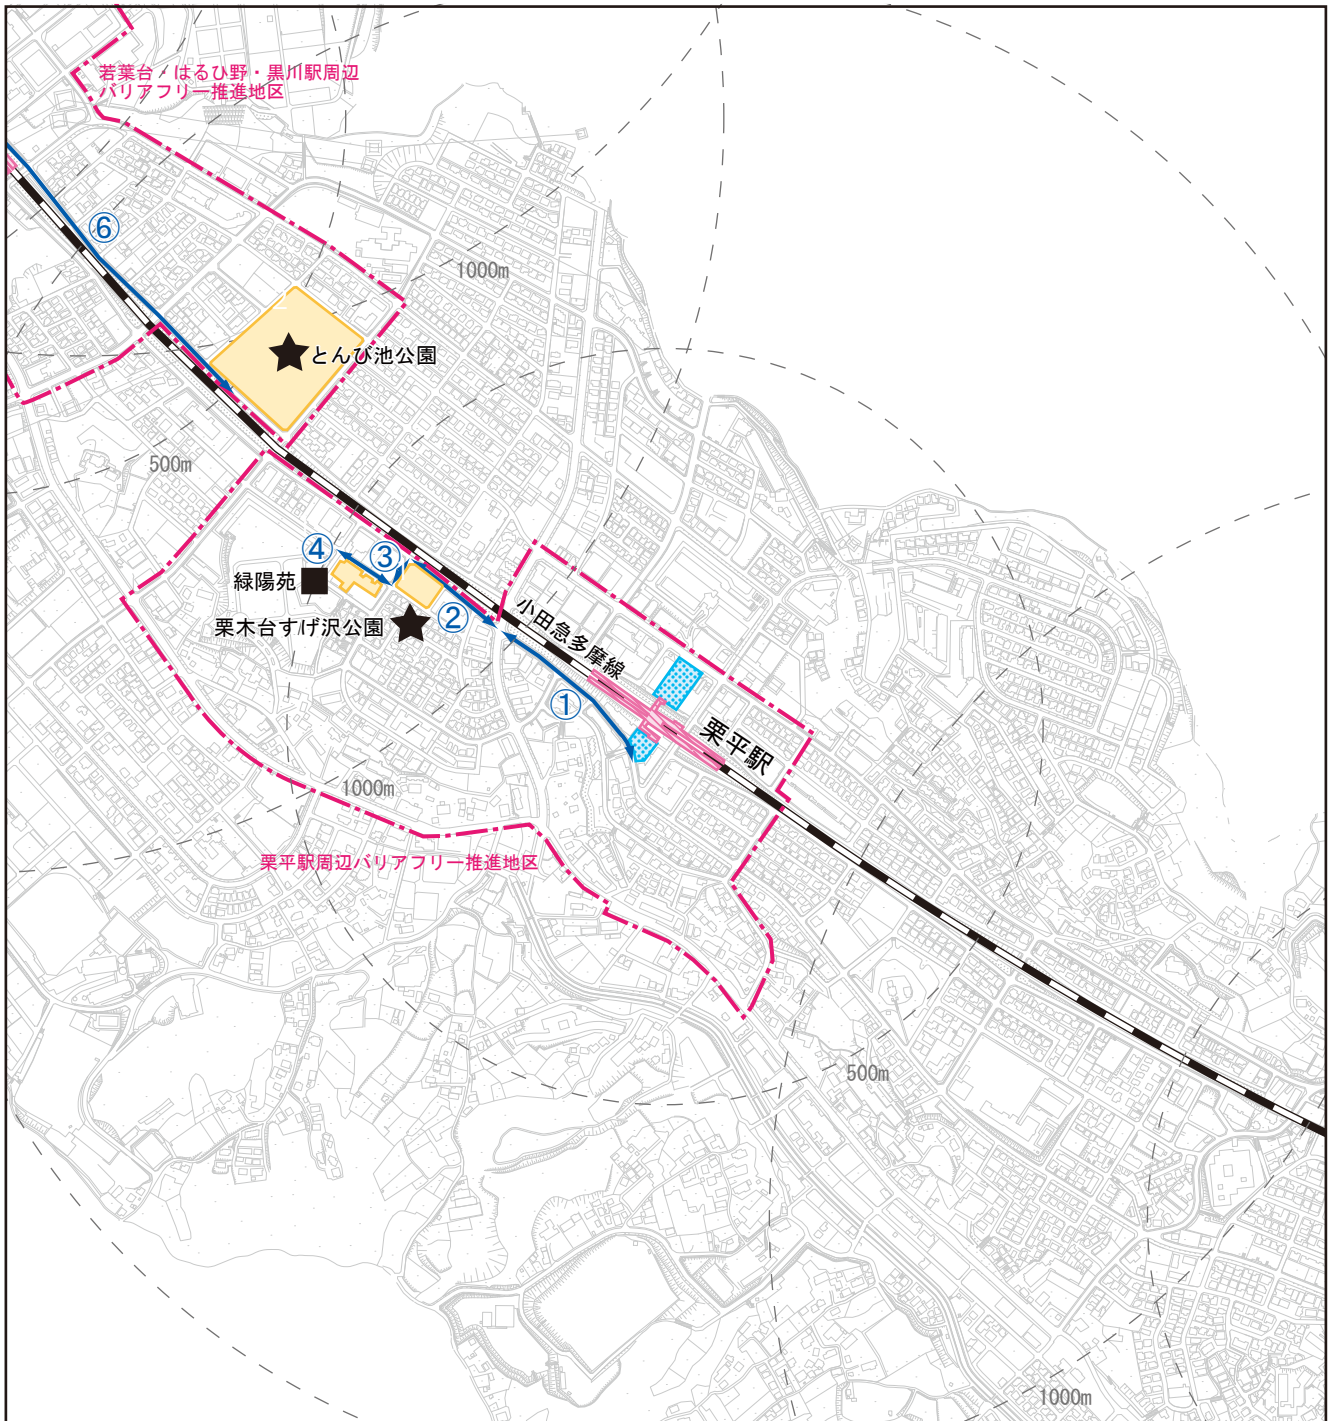 若葉台・はるひ野・黒川駅周辺
バリアフリー推進地区
⑥
1000m
とんび池公園
500m
④
③
緑陽苑
栗木台すげ沢公園
②
小田急多摩線
①
栗平駅
1000m
栗平駅周辺バリアフリー推進地区
500m
1000m